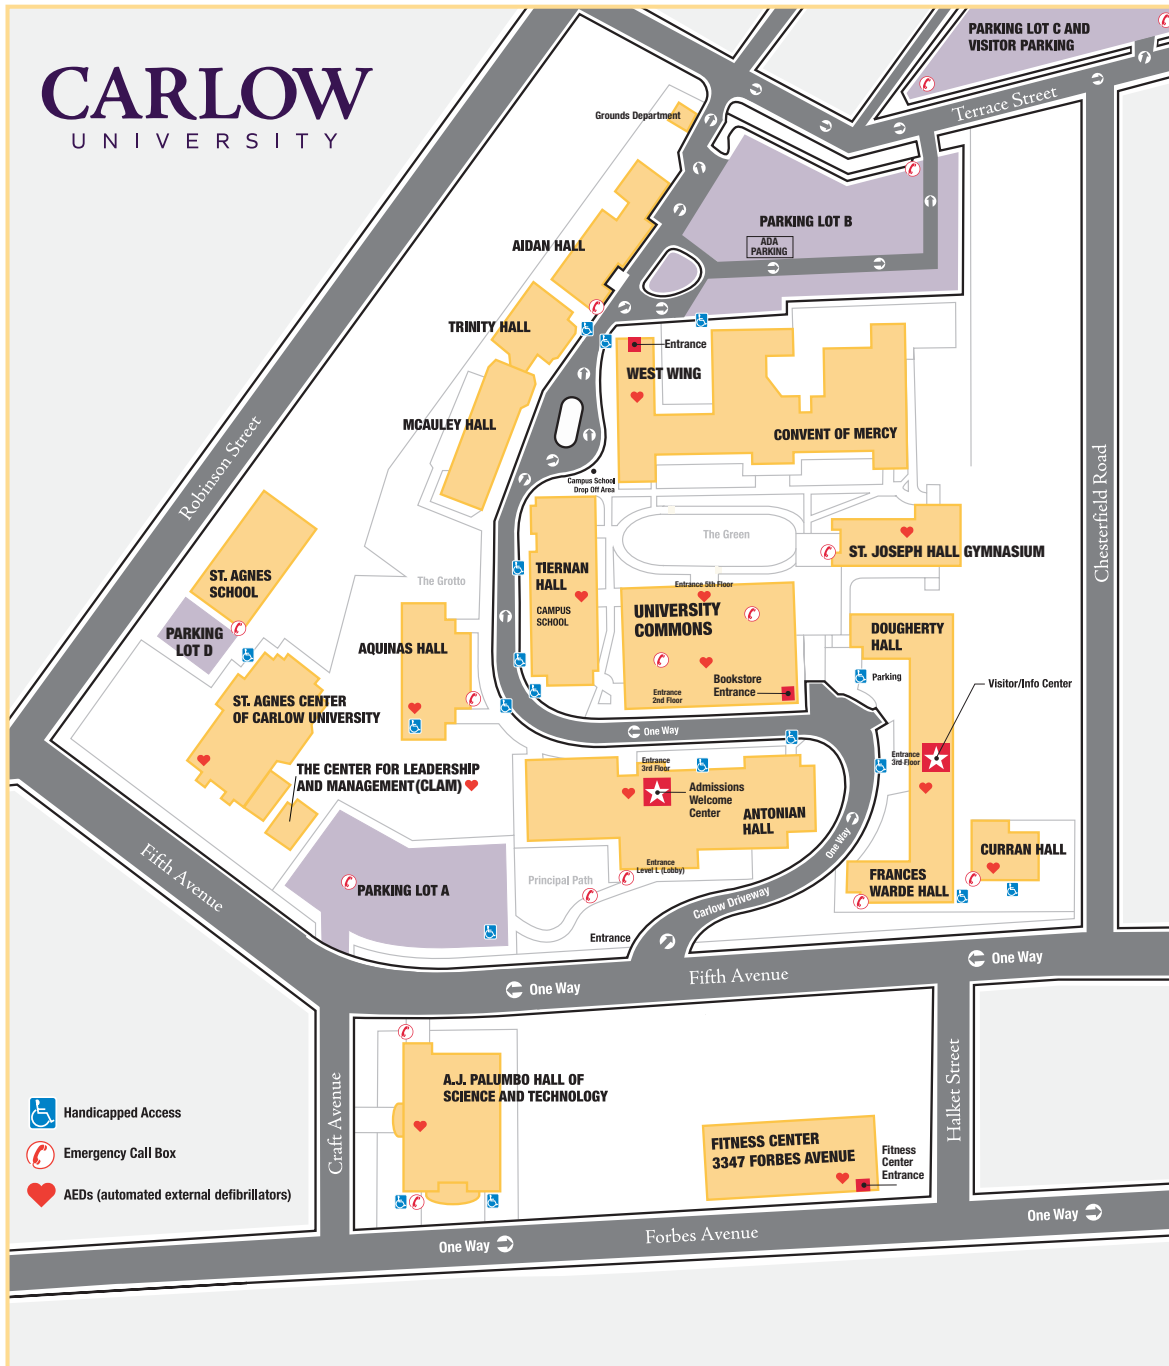 CARLOW
UNIVERSITY
PARKING LOT C AND
VISITOR PARKING
Terrace Street
Grounds Department
PARKING LOT B
ADA
PARKING
AIDAN HALL
TRINITY HALL
Entrance
WEST WING
MCAULEY HALL
CONVENT OF MERCY
Robinson Street
Chesterfield Road
Campus School
Drop Off Area
The Green
ST. JOSEPH HALL GYMNASIUM
TIERNAN
HALL
CAMPUS
SCHOOL
The Grotto
ST. AGNES
SCHOOL
Entrance 5th Floor
UNIVERSITY
COMMONS
DOUGHERTY
HALL
PARKING
LOT D
AQUINAS HALL
Parking
Bookstore
Entrance
Entrance
2nd Floor
Visitor/Info Center
ST. AGNES CENTER
OF CARLOW UNIVERSITY
One Way
Entrance
3rd Floor
Entrance
3rd Floor
THE CENTER FOR LEADERSHIP
AND MANAGEMENT (CLAM)
Admissions
Welcome
Center
ANTONIAN
HALL
One Way
CURRAN HALL
Fifth Avenue
Entrance
Level L (Lobby)
Principal Path
PARKING LOT A
FRANCES
WARDE HALL
Carlow Driveway
Entrance
Fifth Avenue
One Way
One Way
A.J. PALUMBO HALL OF
SCIENCE AND TECHNOLOGY
Craft Avenue
Halket Street
FITNESS CENTER
3347 FORBES AVENUE
Fitness
Center
Entrance
Handicapped Access
Emergency Call Box
AEDs (automated external defibrillators)
One Way
Forbes Avenue
One Way